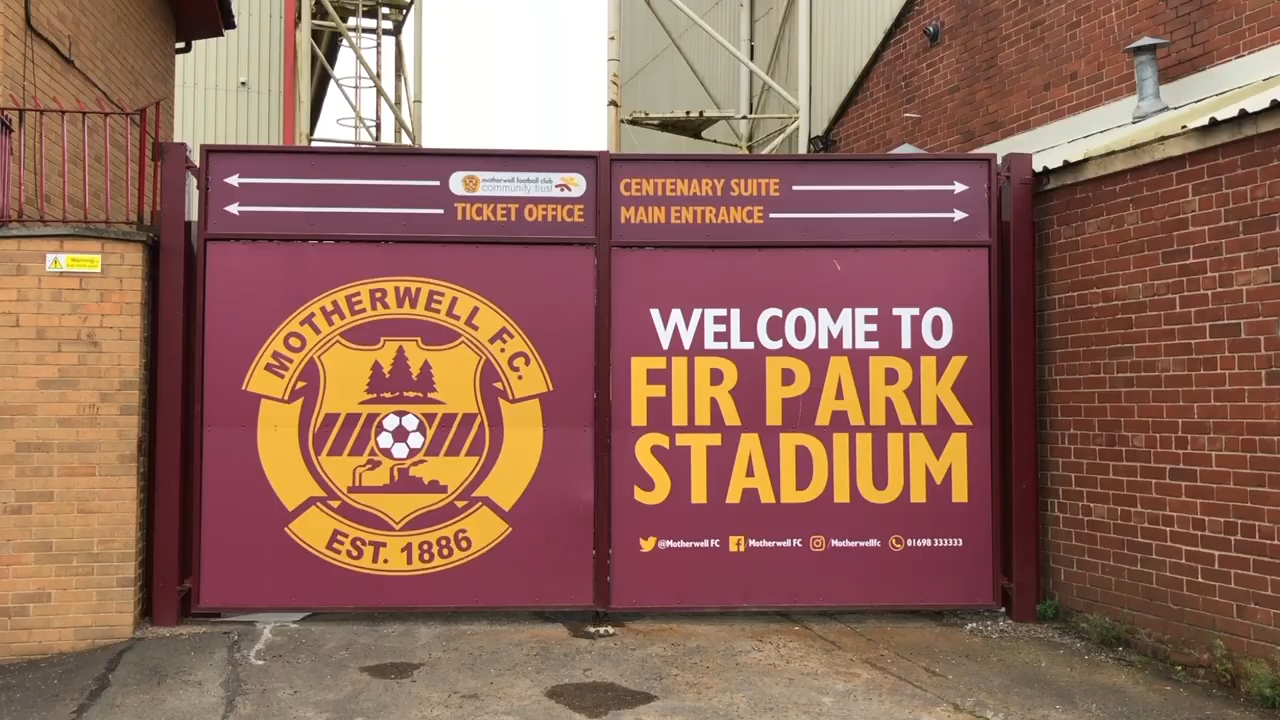 motherwell football club
community trust
TICKET OFFICE
CENTENARY SUITE
MAIN ENTRANCE
Warning
MOTHERWELL F.C.
EST. 1886
WELCOME TO
FIR PARK
STADIUM
@Motherwell FC /Motherwell FC /Motherwellfc 01698 333333